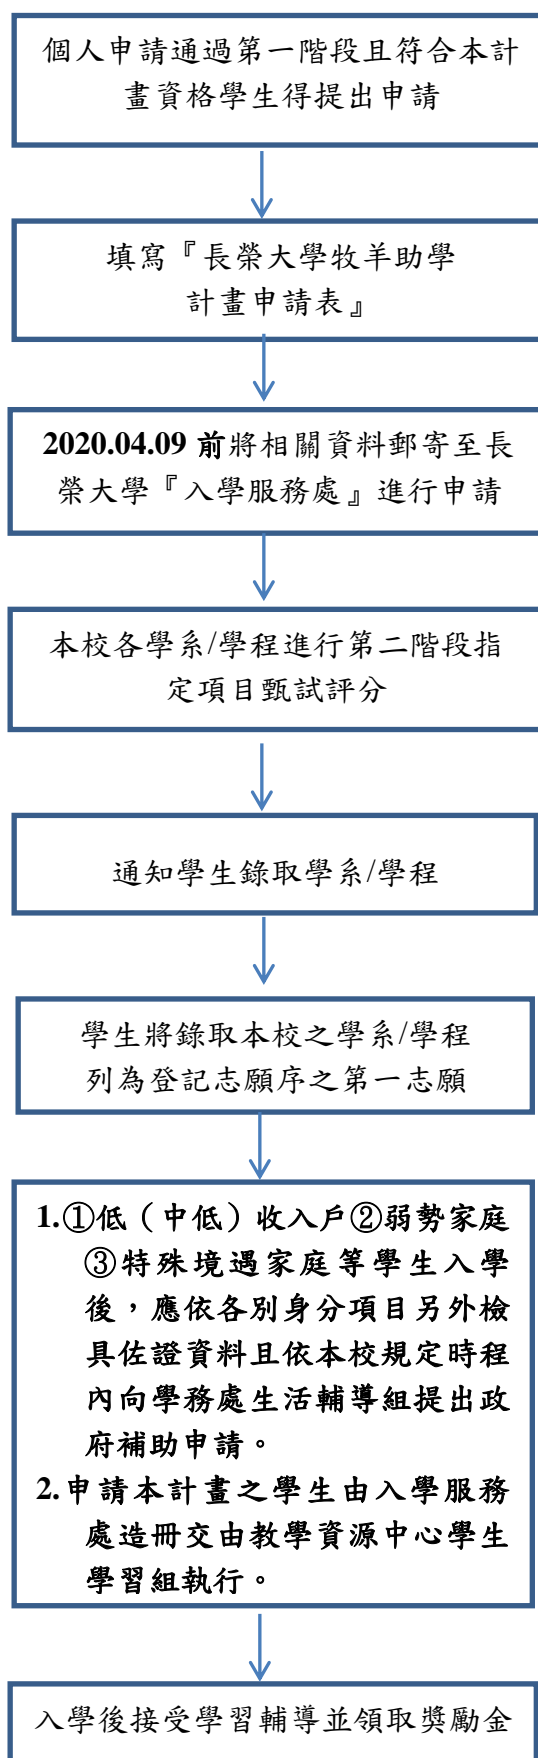 個人申請通過第一階段且符合本計
畫資格學生得提出申請
填寫『長榮大學牧羊助學
計畫申請表』
2020.04.09 前將相關資料郵寄至長
榮大學『入學服務處』進行申請
本校各學系/學程進行第二階段指
定項目甄試評分
通知學生錄取學系/學程
學生將錄取本校之學系/學程
列為登記志願序之第一志願
1.①低（中低）收入戶②弱勢家庭
③特殊境遇家庭等學生入學
後，應依各別身分項目另外檢
具佐證資料且依本校規定時程
內向學務處生活輔導組提出政
府補助申請。
2.申請本計畫之學生由入學服務
處造冊交由教學資源中心學生
學習組執行。
入學後接受學習輔導並領取獎勵金